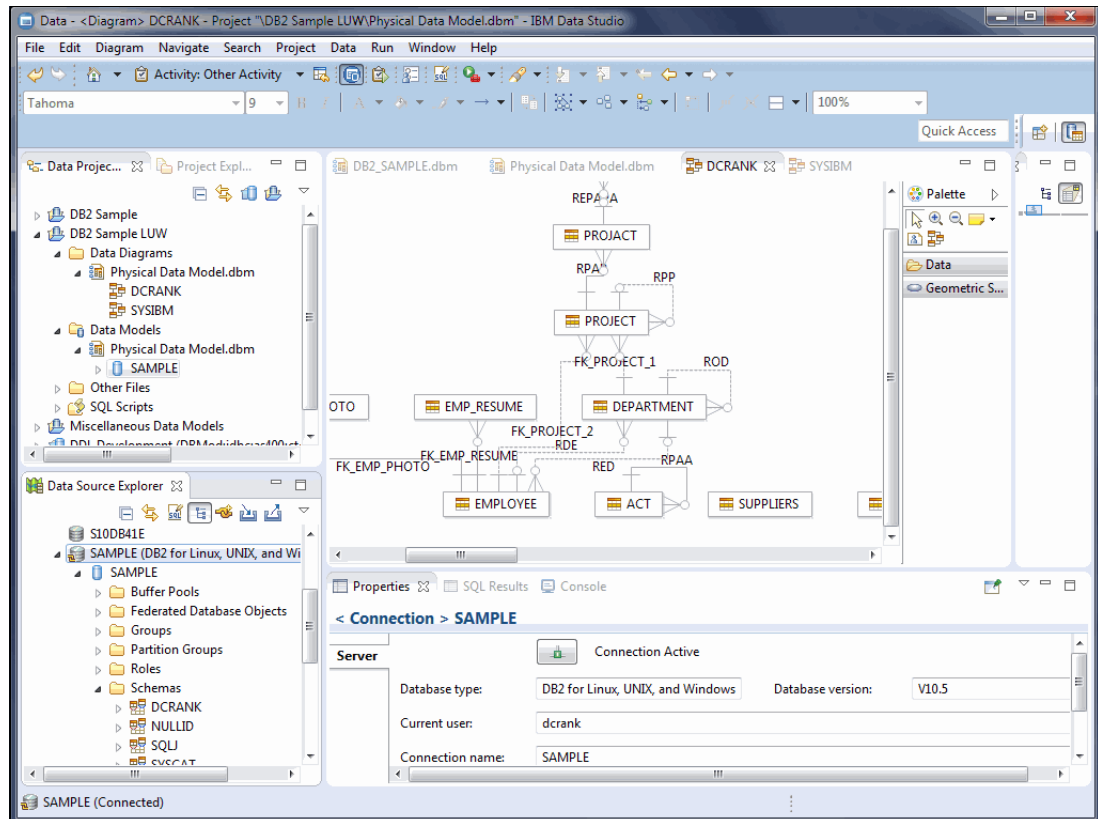 Data - <Diagram> DCRANK - Project "\DB2 Sample LUW\Physical Data Model.dbm" - IBM Data Studio
File Edit Diagram Navigate Search Project Data Run Window Help
Activity: Other Activity
Tahoma 9 100%
Quick Access
Data Projec... Project Expl...
DB2 Sample
DB2 Sample LUW
Data Diagrams
Physical Data Model.dbm
DCRANK
SYSIBM
Data Models
Physical Data Model.dbm
SAMPLE
Other Files
SQL Scripts
Miscellaneous Data Models
Data Source Explorer
S10DB41E
SAMPLE (DB2 for Linux, UNIX, and Wi
SAMPLE
Buffer Pools
Federated Database Objects
Groups
Partition Groups
Roles
Schemas
DCRANK
NULLID
SQLJ
SYSCAT
DB2_SAMPLE.dbm Physical Data Model.dbm DCRANK SYSIBM
PROJACT
RPP
PROJECT
FK_PROJECT_1 ROD
OTO EMP_RESUME DEPARTMENT
FK_PROJECT_2
RDE
FK_EMP_RESUME
FK_EMP_PHOTO RED RPAA
EMPLOYEE ACT SUPPLIERS
Palette
Data
Geometric S...
Properties SQL Results Console
< Connection > SAMPLE
Server
Connection Active
Database type: DB2 for Linux, UNIX, and Windows Database version: V10.5
Current user: dcrank
Connection name: SAMPLE
SAMPLE (Connected)